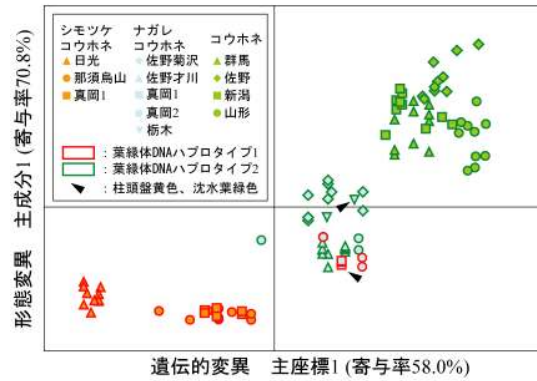 シモツケ ナガレ コウホネ
コウホネ コウホネ
日光 佐野菊沢 群馬
那須烏山 佐野才川 佐野
真岡1 真岡1 新潟
真岡2 山形
栃木
：葉緑体DNAハプロタイプ1
：葉緑体DNAハプロタイプ2
：柱頭盤黄色、沈水葉緑色
形態変異 主成分1 (寄与率70.8%)
遺伝的変異 主座標1 (寄与率58.0%)